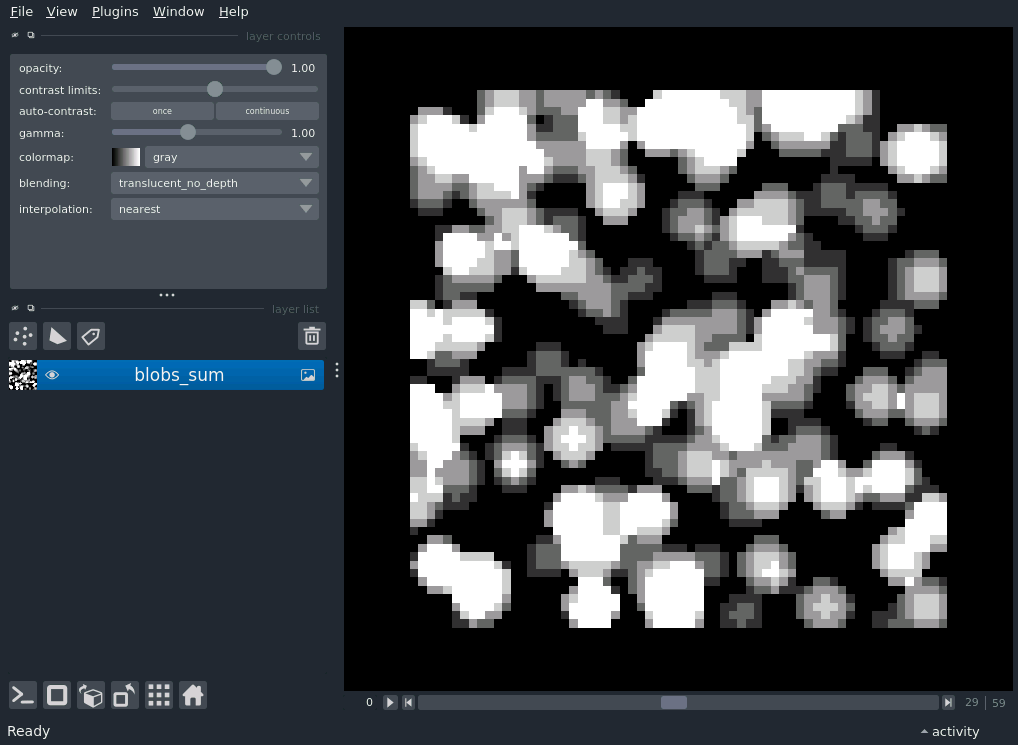 File View Plugins Window Help
layer controls
opacity: 1.00
contrast limits:
auto-contrast: once continuous
gamma: 1.00
colormap: gray
blending: translucent_no_depth
interpolation: nearest
layer list
blobs_sum
0 29 59
Ready activity